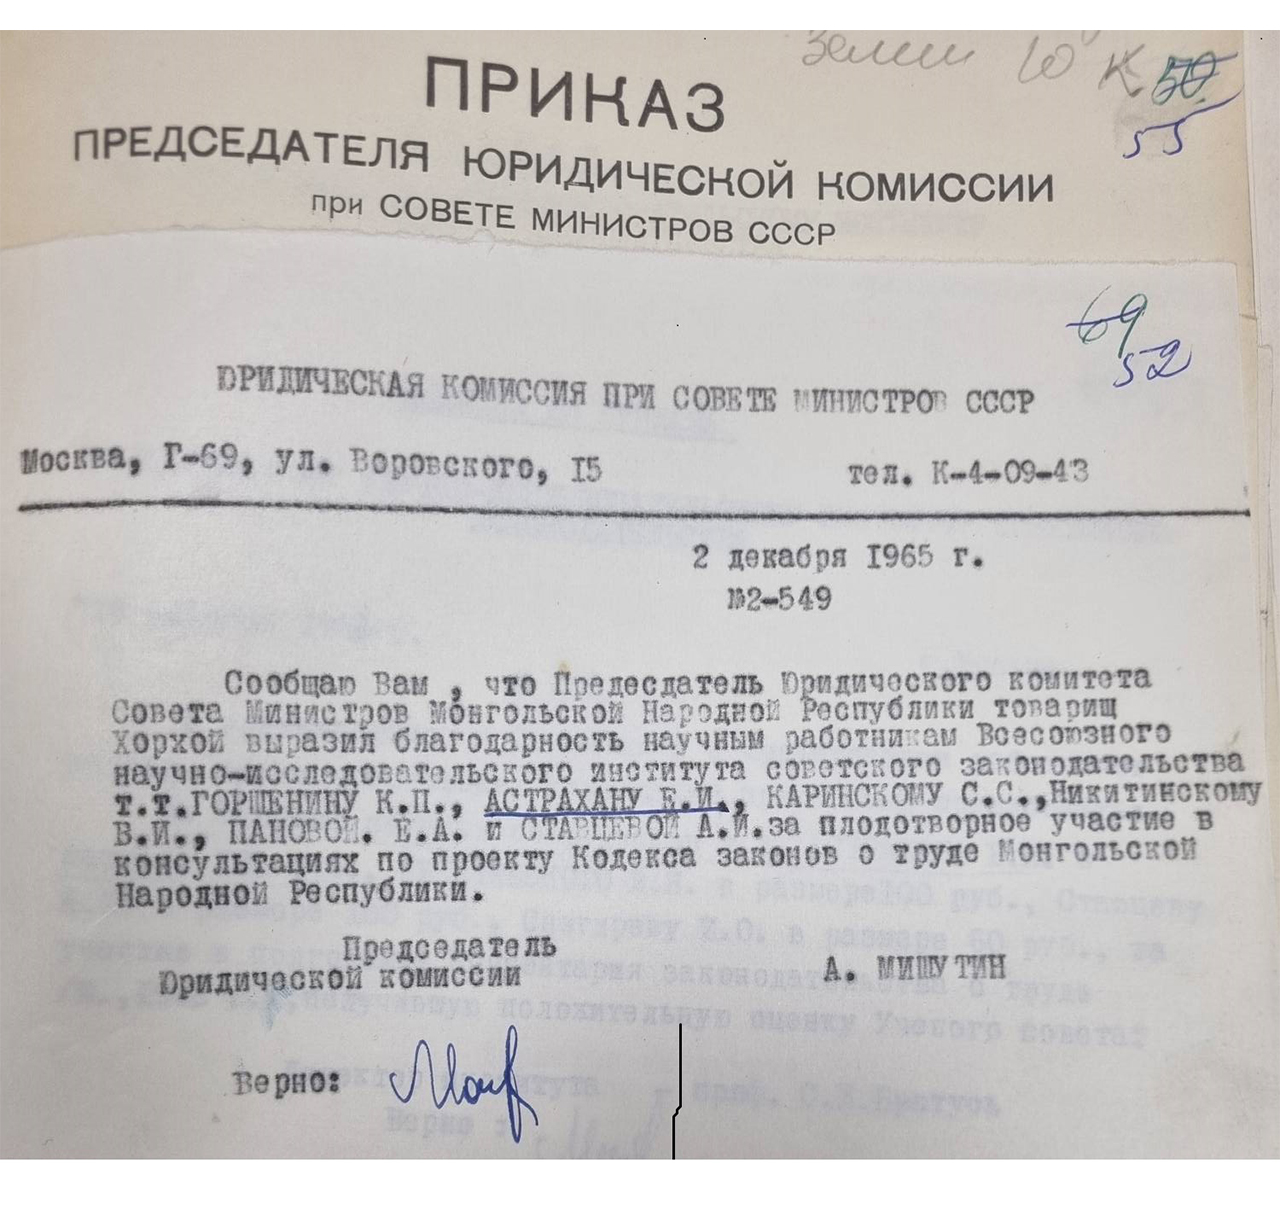 50
55
ПРИКАЗ
ПРЕДСЕДАТЕЛЯ ЮРИДИЧЕСКОЙ КОМИССИИ
при СОВЕТЕ МИНИСТРОВ СССР
69
52
ЮРИДИЧЕСКАЯ КОМИССИЯ ПРИ СОВЕТЕ МИНИСТРОВ СССР
Москва, Г-69, ул. Воровского, 15 тел. К-4-09-43
2 декабря 1965 г.
№2-549
Сообщаю Вам , что Предесдатель Юридического комитета
Совета Министров Монгольской Народной Республики товарищ
Хорхой выразил благодарность научным работникам Всесоюзного
научно-исследовательского института советского законодательства
т.т.ГОРШЕНИНУ К.П., АСТРАХАНУ Е.И., КАРИНСКОМУ С.С.,Никитинскому
В.И., ПАНОВОЙ. Е.А. и СТАРЦЕВОЙ А.И.за плодотворное участие в
консультациях по проекту Кодекса законов о труде Монгольской
Народной Республики.
Председатель
Юридической комиссии А. МИШУТИН
Верно: